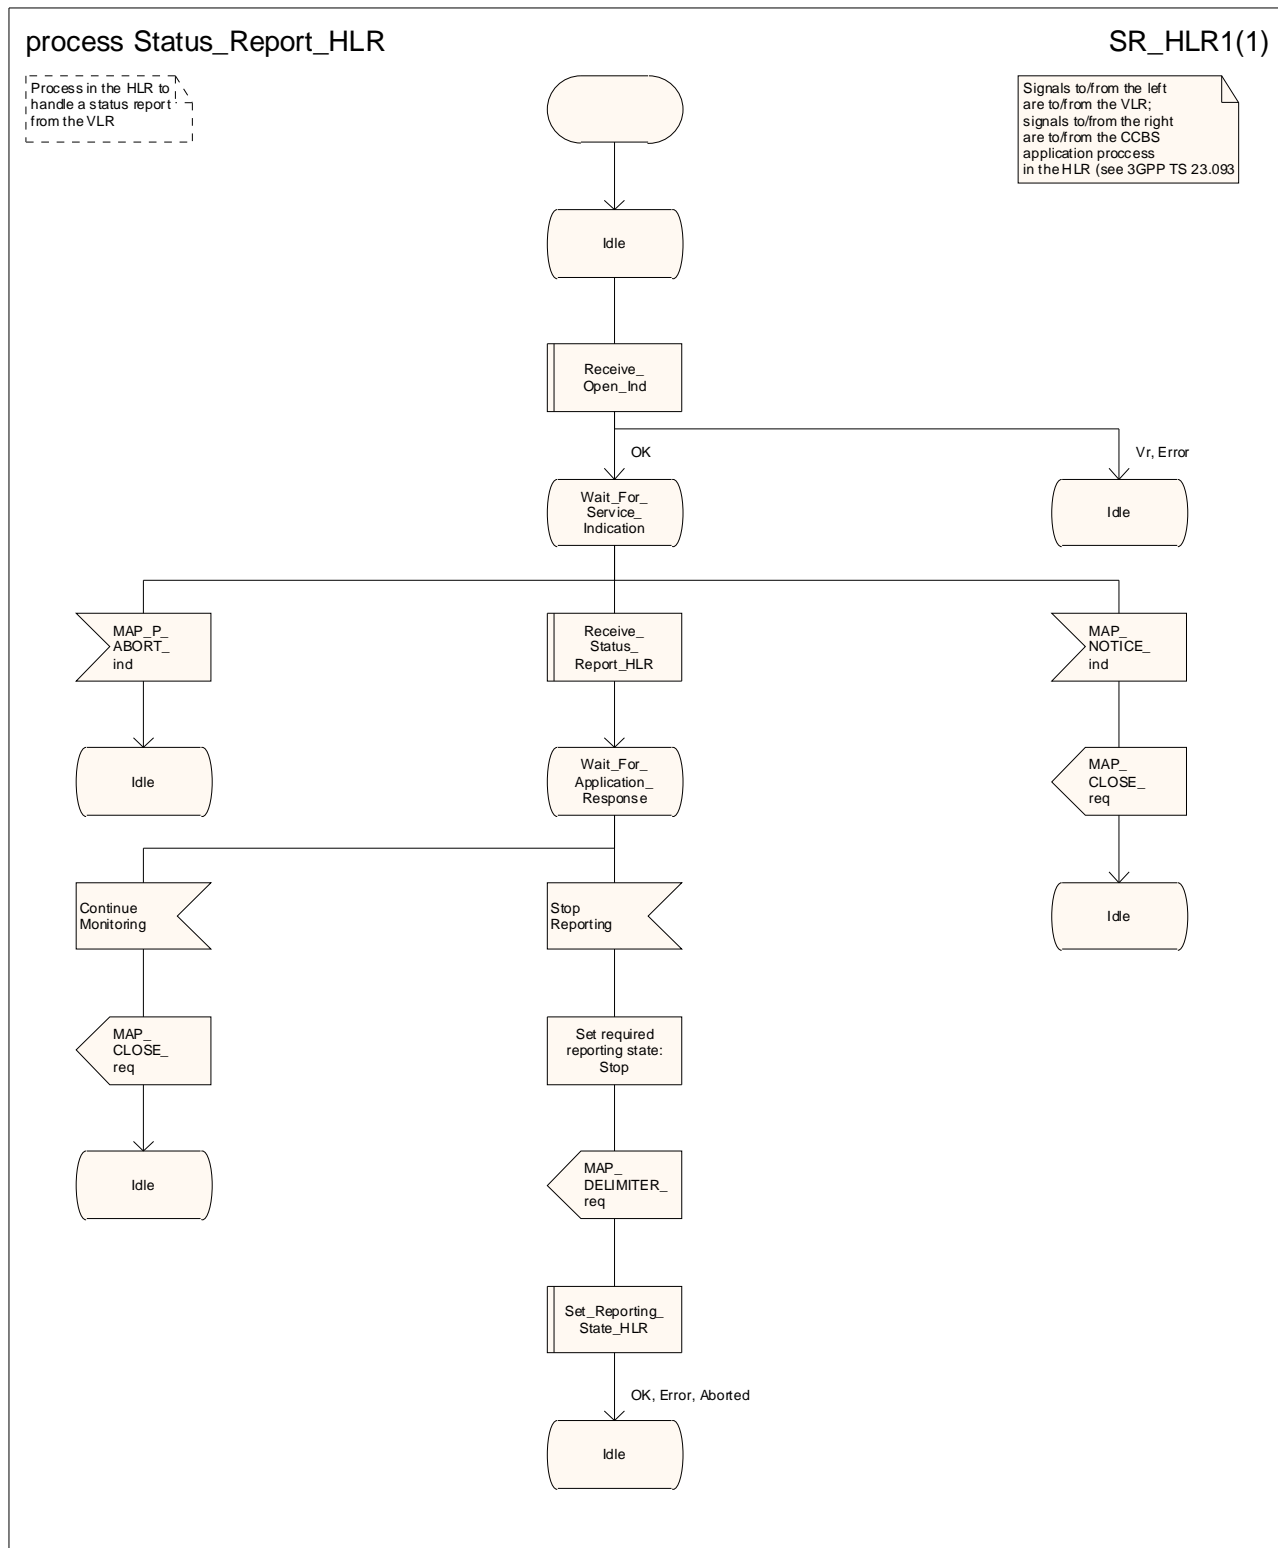 process Status_Report_HLR
SR_HLR1(1)
Process in the HLR to
handle a status report
from the VLR
Signals to/from the left
are to/from the VLR;
signals to/from the right
are to/from the CCBS
application proccess
in the HLR (see 3GPP TS 23.093
Idle
Receive_
Open_Ind
OK
Vr, Error
Wait_For_
Service_
Indication
Idle
MAP_P_
ABORT_
ind
Receive_
Status_
Report_HLR
MAP_
NOTICE_
ind
Idle
Wait_For_
Application_
Response
MAP_
CLOSE_
req
Continue
Monitoring
Stop
Reporting
Idle
MAP_
CLOSE_
req
Set required
reporting state:
Stop
Idle
MAP_
DELIMITER_
req
Set_Reporting_
State_HLR
OK, Error, Aborted
Idle